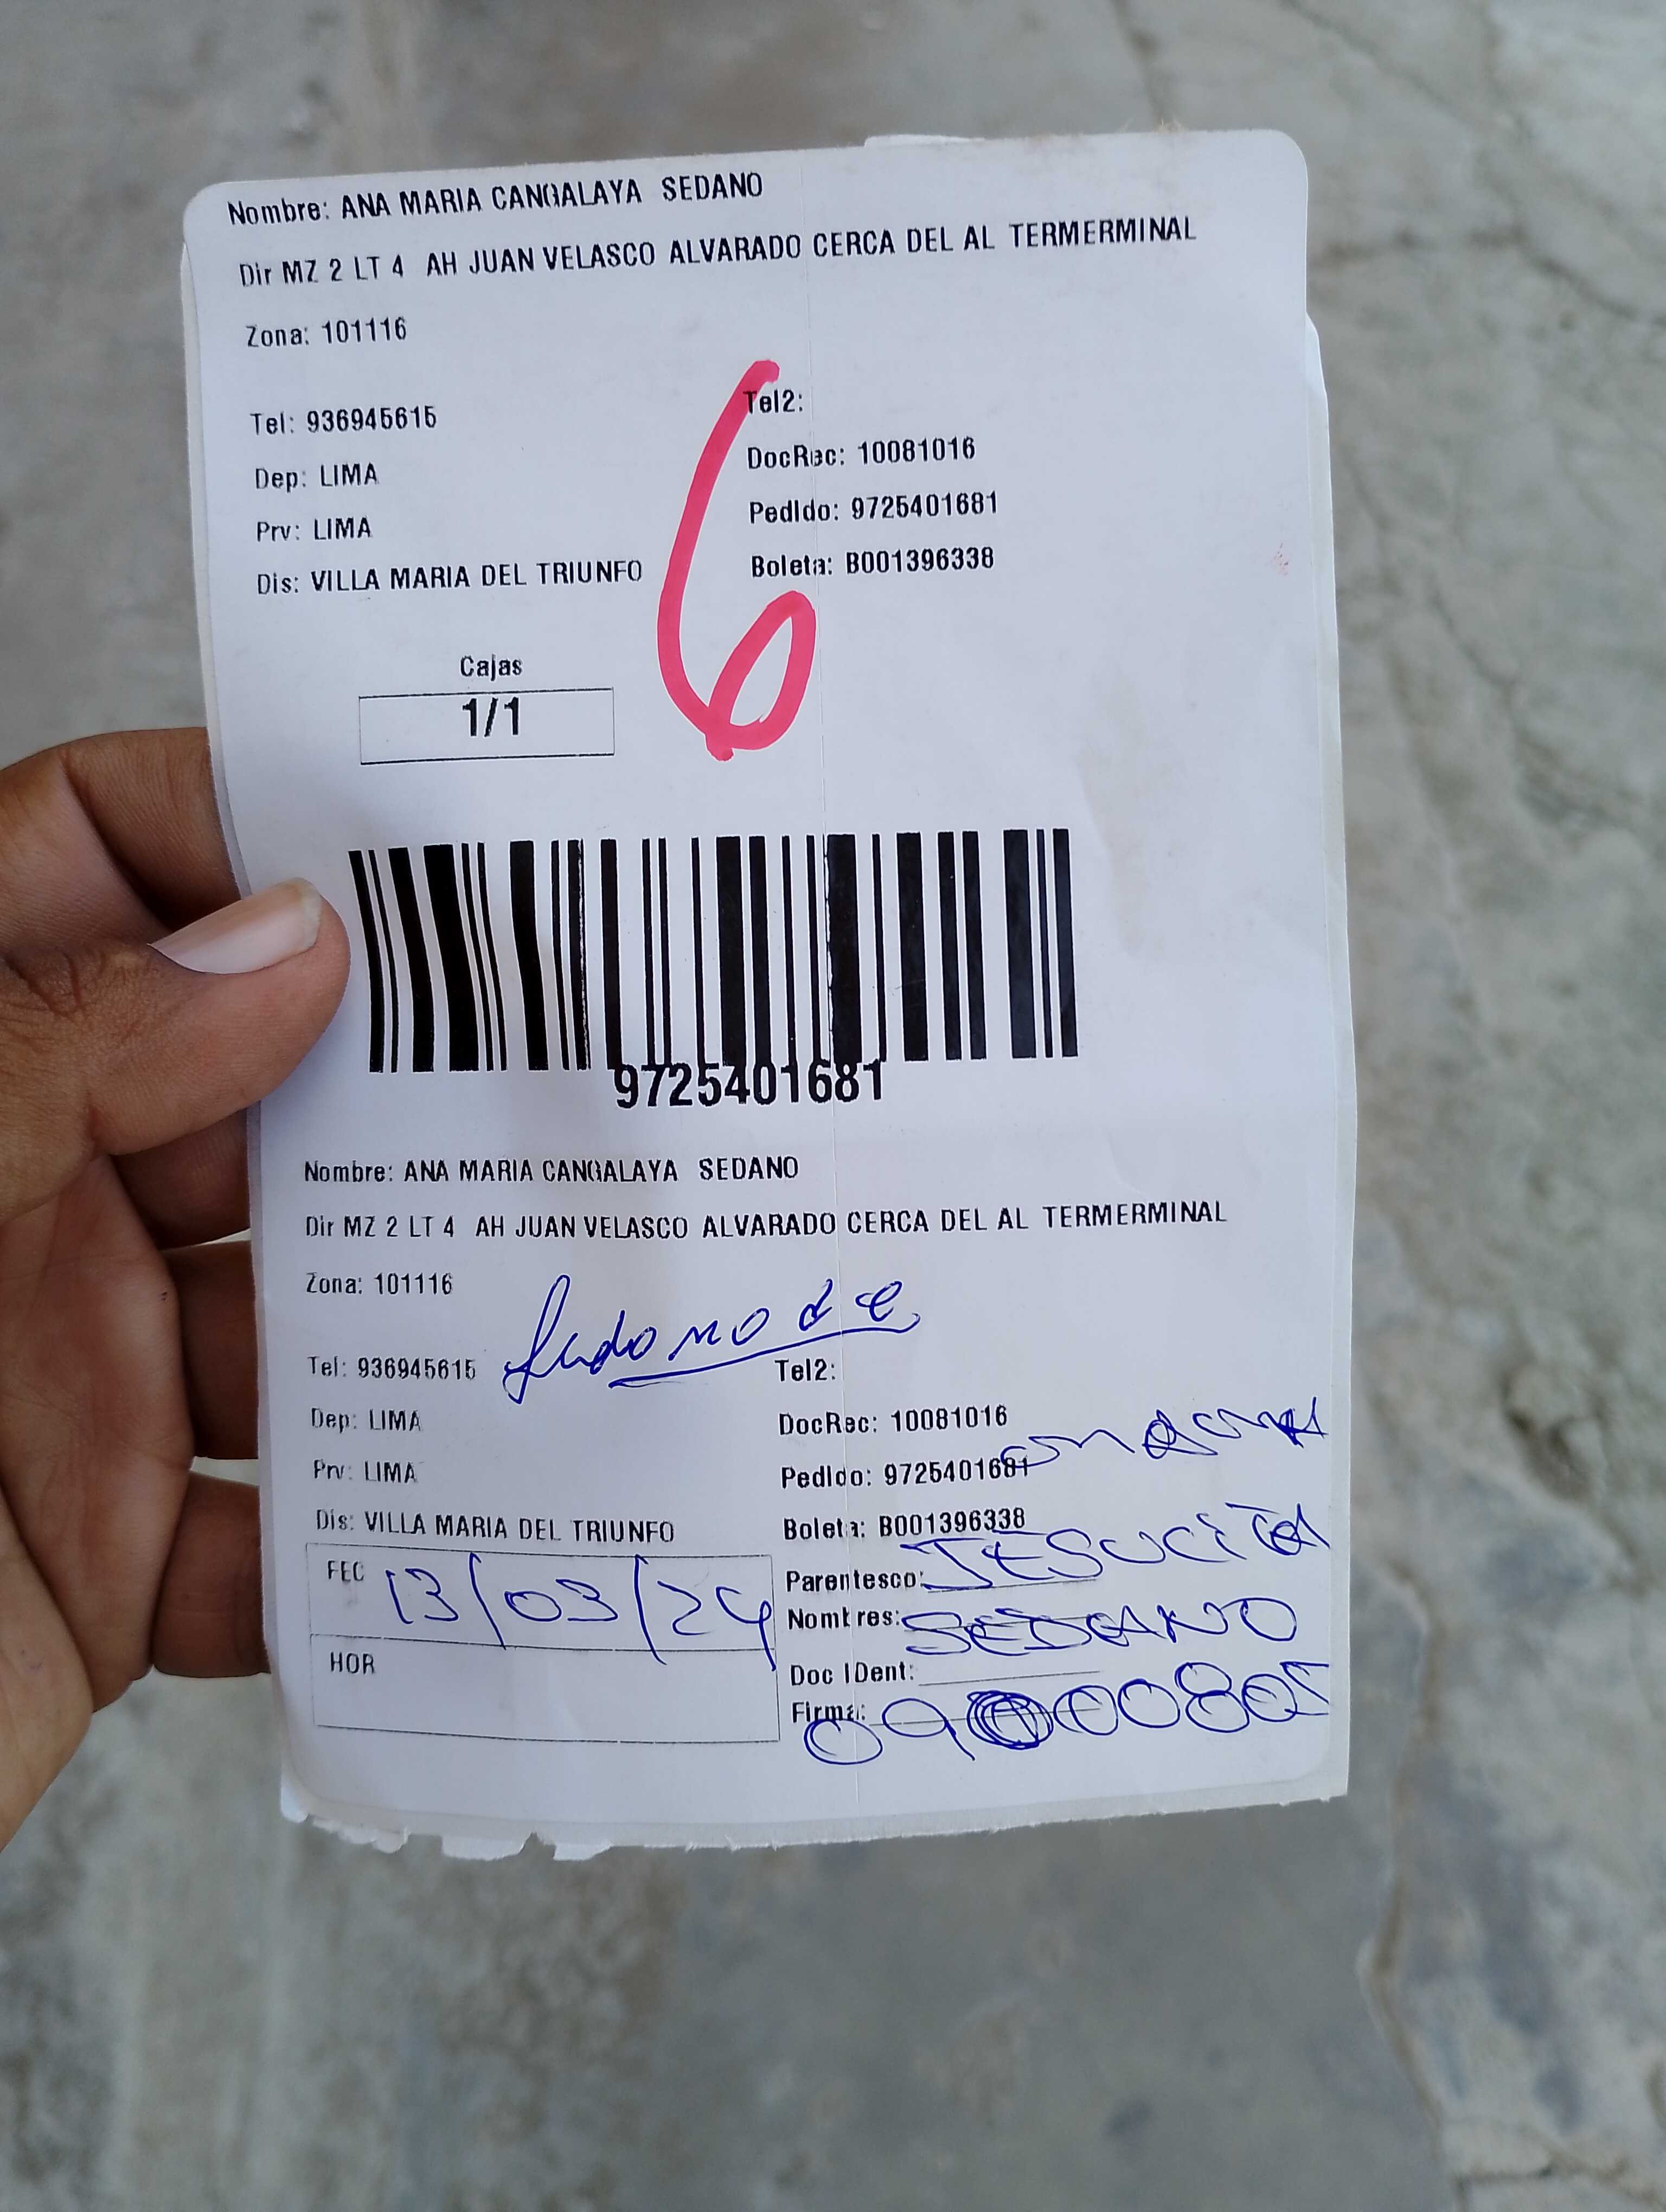 Nombre: ANA MARIA CANGALAYA SEDANO
Dir MZ 2 LT 4 AH JUAN VELASCO ALVARADO CERCA DEL AL TERMERMINAL
Zona: 101116
Tel: 936945615 Tel2:
Dep: LIMA DocRec: 10081016
Prv: LIMA PedIdo: 9725401681
Dis: VILLA MARIA DEL TRIUNFO Boleta: B001396338
6
Cajas
1/1
9725401681
Nombre: ANA MARIA CANGALAYA SEDANO
Dir MZ 2 LT 4 AH JUAN VELASCO ALVARADO CERCA DEL AL TERMERMINAL
Zona: 101116
Tel: 936945615 Tel2:
Dep: LIMA DocRec: 10081016
Prv: LIMA PedIdo: 9725401681
Dis: VILLA MARIA DEL TRIUNFO Boleta: B001396338
FEC 13/03/24
HOR
Parentesco: JESUCITA
Nombres: SEDANO
Doc IDent:
Firma: